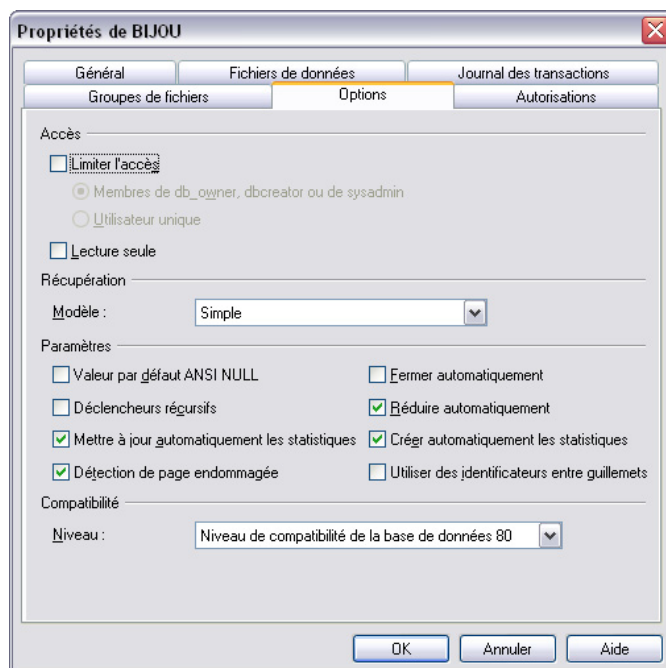 Propriétés de BIJOU
Général Fichiers de données Journal des transactions
Groupes de fichiers Options Autorisations
Accès
Limiter l'accès
Membres de db_owner, dbcreator ou de sysadmin
Utilisateur unique
Lecture seule
Récupération
Modèle : Simple
Paramètres
Valeur par défaut ANSI NULL Fermer automatiquement
Déclencheurs récursifs Réduire automatiquement
Mettre à jour automatiquement les statistiques Créer automatiquement les statistiques
Détection de page endommagée Utiliser des identificateurs entre guillemets
Compatibilité
Niveau : Niveau de compatibilité de la base de données 80
OK Annuler Aide